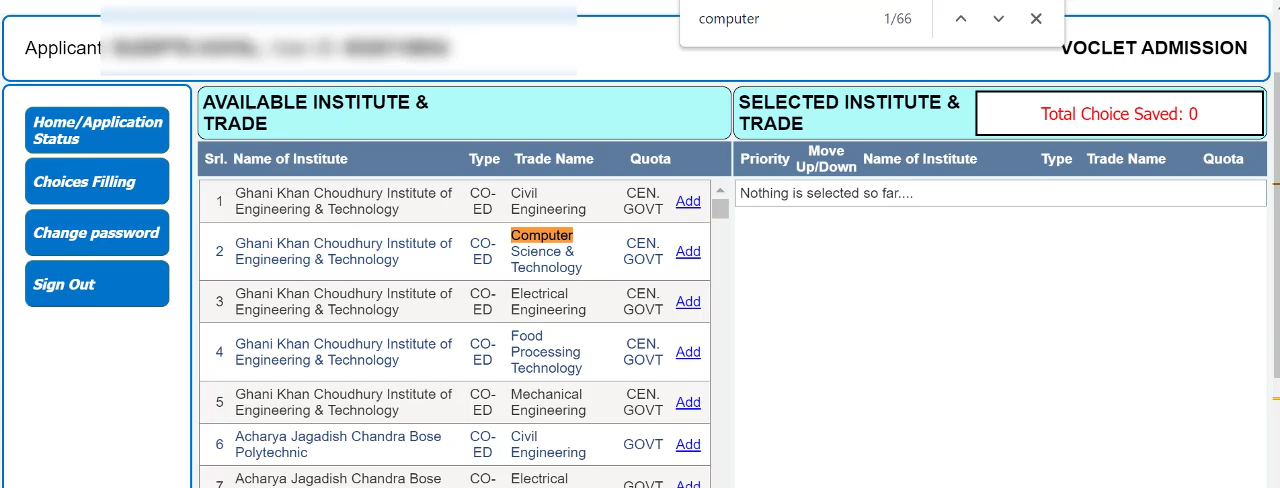 computer
1/66
Applicant
VOCLET ADMISSION
Home/Application
Status
Choices Filling
Change password
Sign Out
AVAILABLE INSTITUTE &
TRADE
Srl. Name of Institute Type Trade Name Quota
1 Ghani Khan Choudhury Institute of CO- Civil CEN.
Engineering & Technology ED Engineering GOVT Add
2 Ghani Khan Choudhury Institute of CO- Computer CEN.
Engineering & Technology ED Science & GOVT Add
Technology
3 Ghani Khan Choudhury Institute of CO- Electrical CEN.
Engineering & Technology ED Engineering GOVT Add
4 Ghani Khan Choudhury Institute of CO- Food CEN.
Engineering & Technology ED Processing GOVT Add
Technology
5 Ghani Khan Choudhury Institute of CO- Mechanical CEN.
Engineering & Technology ED Engineering GOVT Add
6 Acharya Jagadish Chandra Bose CO- Civil GOVT Add
Polytechnic ED Engineering
7 Acharya Jagadish Chandra Bose CO- Electrical GOVT Add
SELECTED INSTITUTE &
TRADE
Total Choice Saved: 0
Priority Move Up/Down Name of Institute Type Trade Name Quota
Nothing is selected so far....